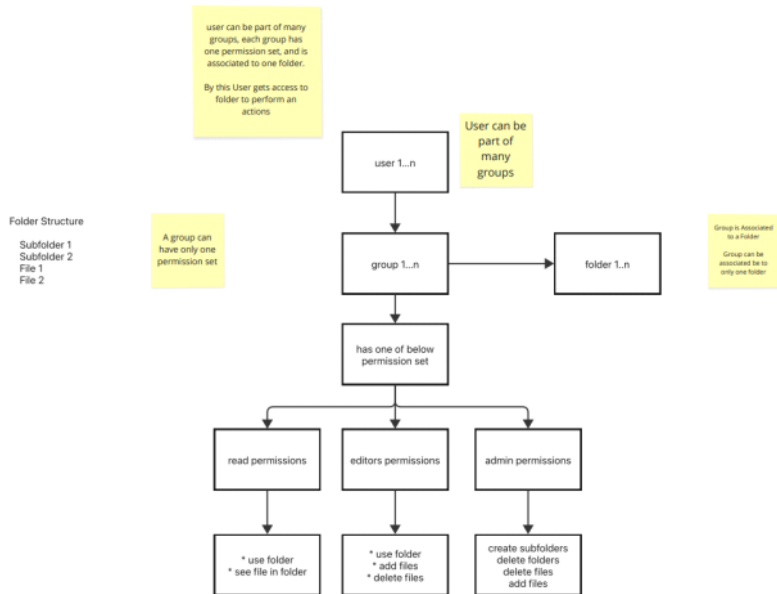 user can be part of many
groups, each group has
one permission set, and is
associated to one folder.
By this User gets access to
folder to perform an
actions
User can be
part of
many
groups
user 1...n
Folder Structure
Subfolder 1
Subfolder 2
File 1
File 2
A group can
have only one
permission set
group 1...n
folder 1..n
Group is Associated
to a Folder
Group can be
associated be to
only one folder
has one of below
permission set
read permissions
editors permissions
admin permissions
* use folder
* see file in folder
* use folder
* add files
* delete files
create subfolders
delete folders
delete files
add files